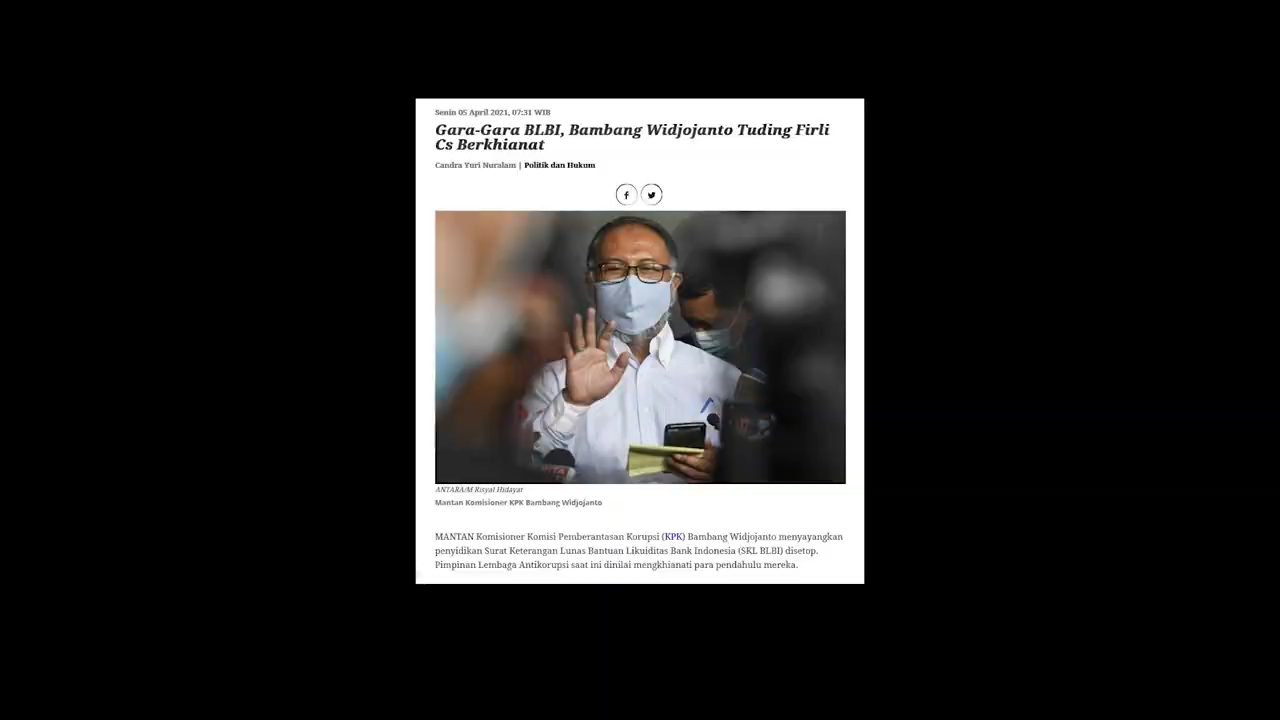 Senin 05 April 2021, 07:31 WIB
Gara-Gara BLBI, Bambang Widjojanto Tuding Firli
Cs Berkhianat
Candra Yuri Nuralam | Politik dan Hukum
ANTARA/M Risyal Hidayar
Mantan Komisioner KPK Bambang Widjojanto
MANTAN Komisioner Komisi Pemberantasan Korupsi (KPK) Bambang Widjojanto menyayangkan
penyidikan Surat Keterangan Lunas Bantuan Likuiditas Bank Indonesia (SKL BLBI) disetop.
Pimpinan Lembaga Antikorupsi saat ini dinilai mengkhianati para pendahulu mereka.